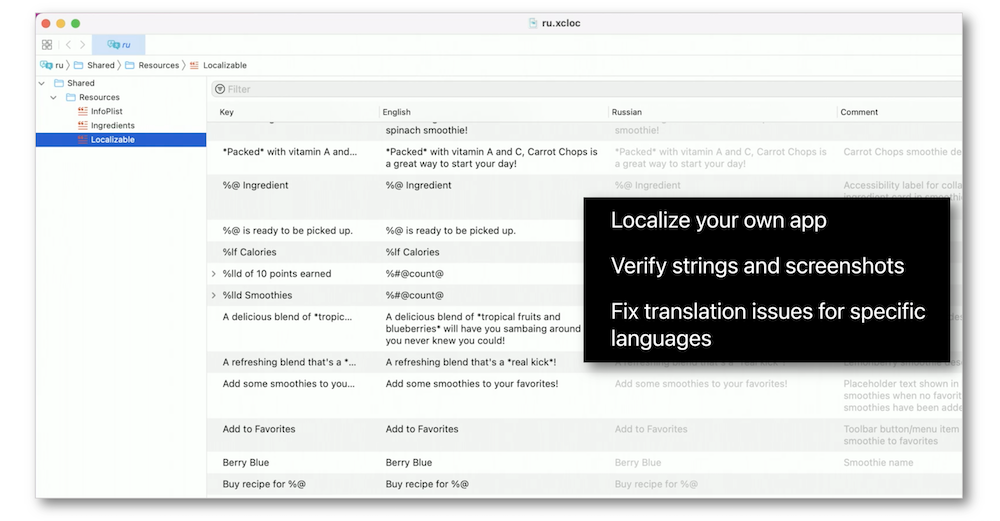 ru.xcloc
ru
ru Shared Resources Localizable
Shared
Resources
InfoPlist
Ingredients
Localizable
Filter
Key English Russian Comment
spinach smoothie! smoothie!
*Packed* with vitamin A and... *Packed* with vitamin A and C, Carrot Chops is *Packed* with vitamin A and C, Carrot Chops is Carrot Chops smoothie de
a great way to start your day! a great way to start your day!
%@ Ingredient %@ Ingredient %@ Ingredient Accessibility label for colla
%@ is ready to be picked up. %@ is ready to be picked up.
%lf Calories %lf Calories
%lld of 10 points earned %#@count@
%lld Smoothies %#@count@
A delicious blend of *tropic... A delicious blend of *tropical fruits and
blueberries* will have you sambaing around
you never knew you could!
A refreshing blend that's a *... A refreshing blend that's a *real kick*!
Add some smoothies to you... Add some smoothies to your favorites! Add some smoothies to your favorites! Placeholder text shown in
smoothies when no favorit
smoothies have been adde
Add to Favorites Add to Favorites Add to Favorites Toolbar button/menu item
smoothie to favorites
Berry Blue Berry Blue Berry Blue Smoothie name
Buy recipe for %@ Buy recipe for %@ Buy recipe for %@
Localize your own app
Verify strings and screenshots
Fix translation issues for specific
languages